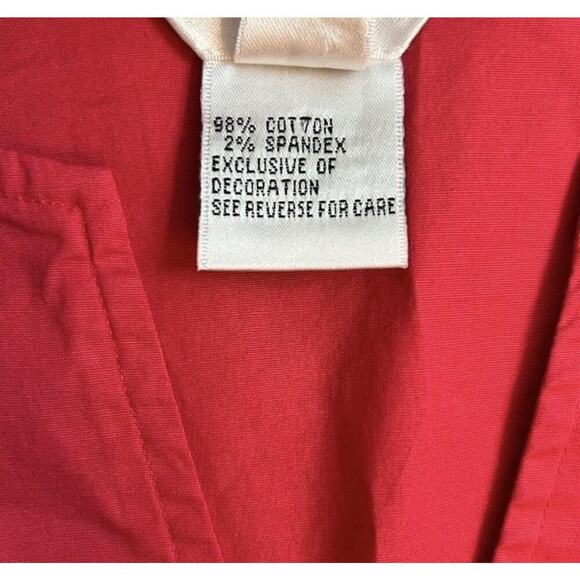 98% COTTON
2% SPANDEX
EXCLUSIVE OF
DECORATION
SEE REVERSE FOR CARE